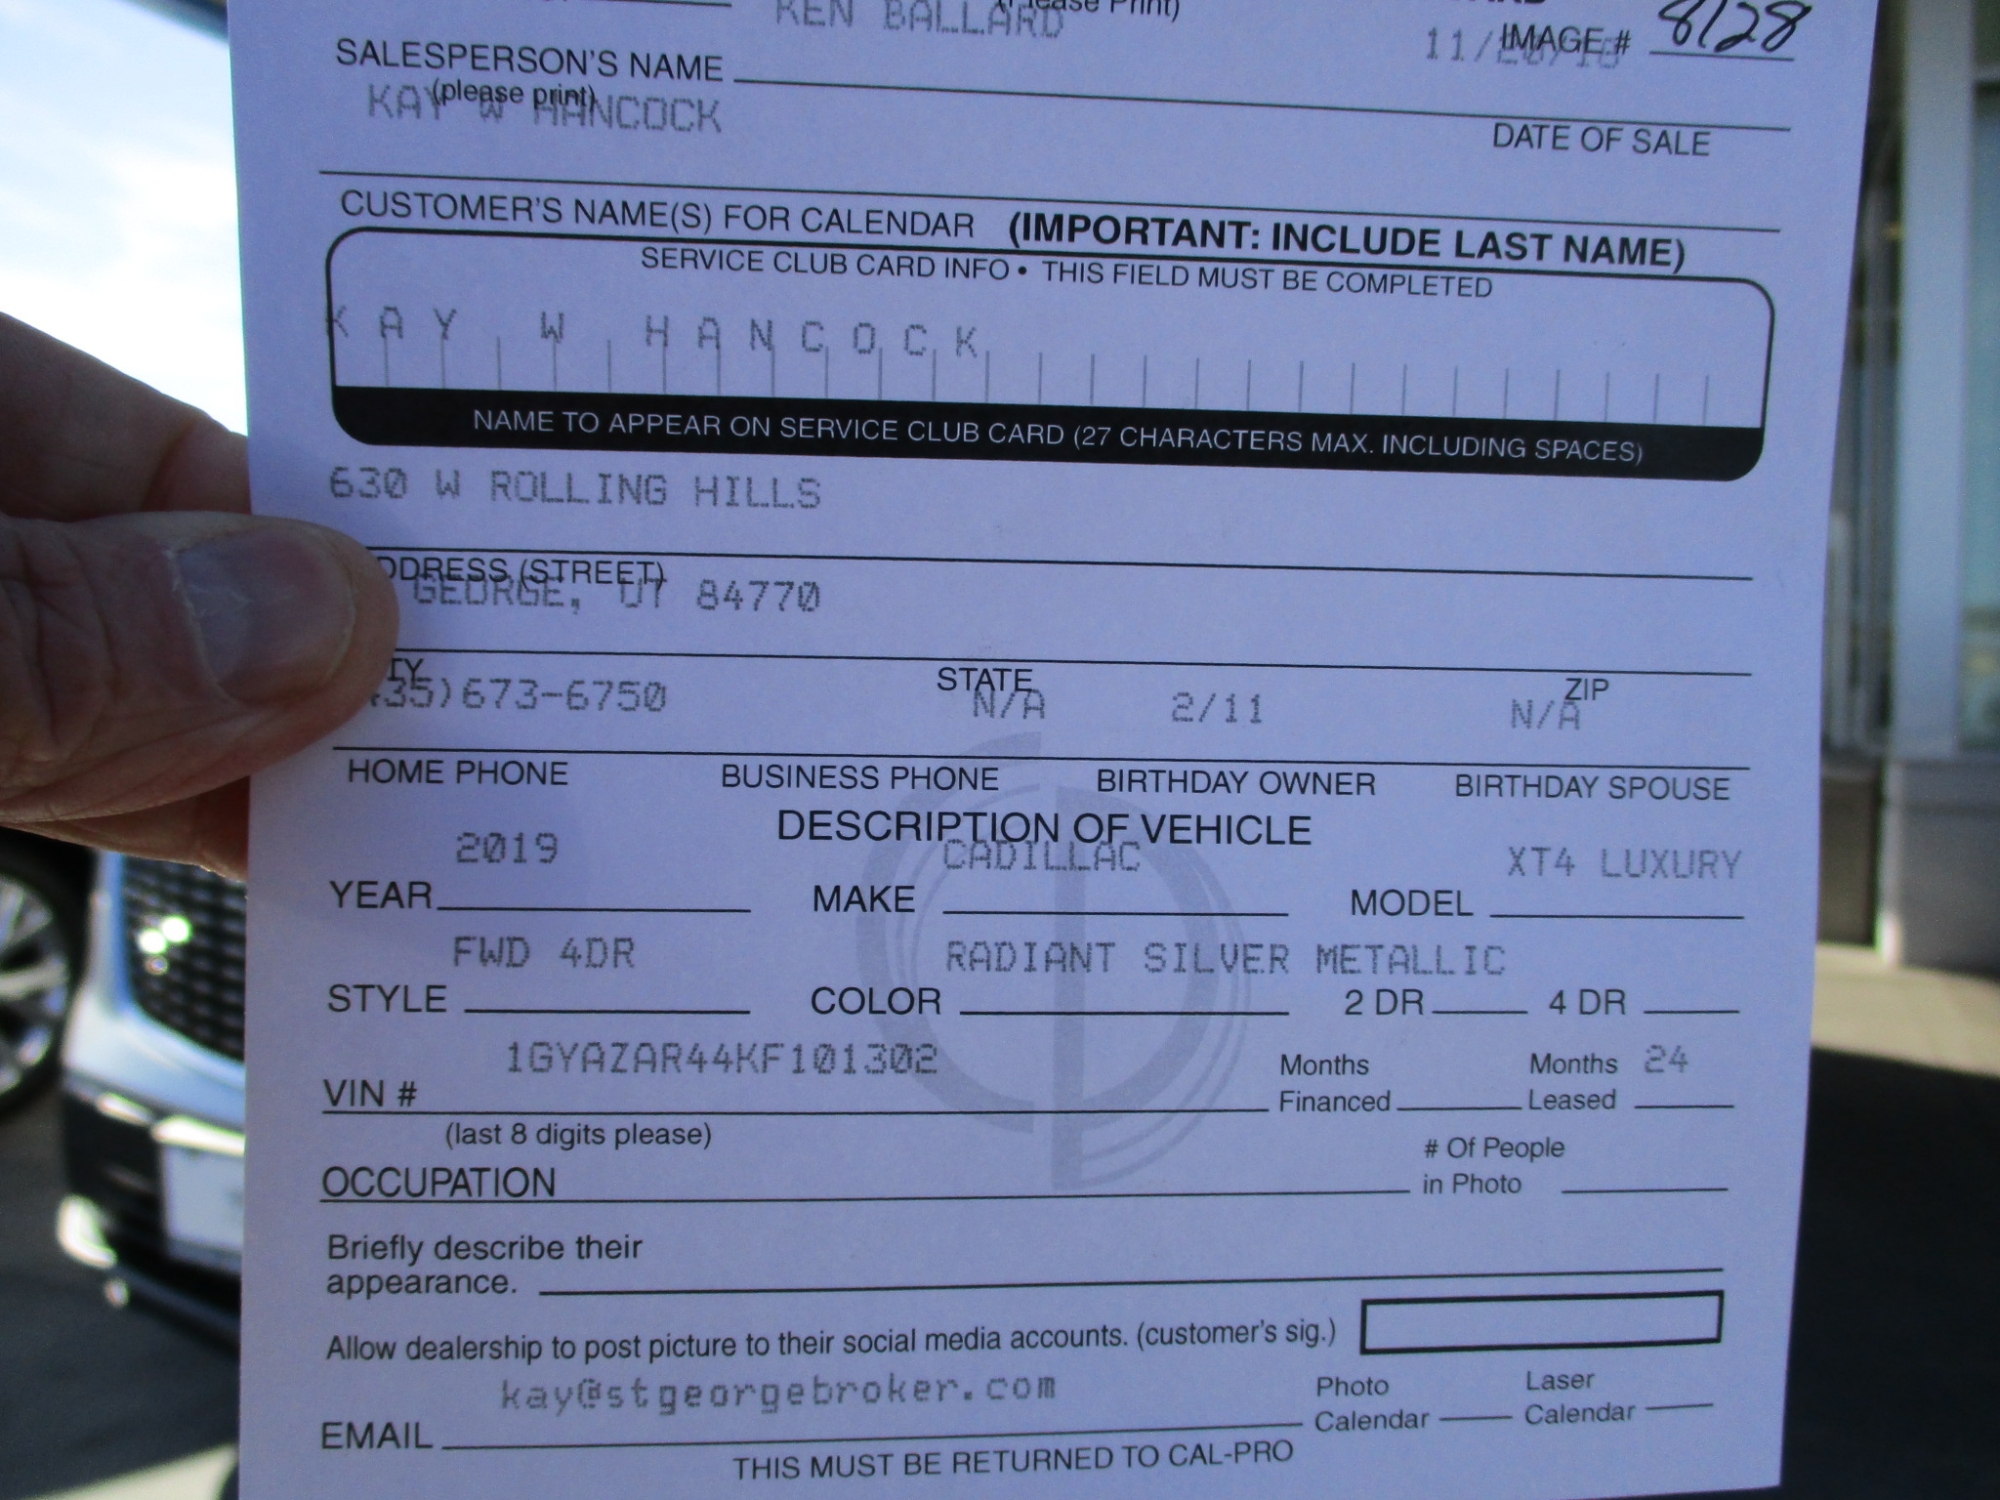 KEN BALLARD
(Please Print)
IMAGE # 8128
SALESPERSON'S NAME
11/
(please print)
KAY W HANCOCK
DATE OF SALE
CUSTOMER'S NAME(S) FOR CALENDAR (IMPORTANT: INCLUDE LAST NAME)
SERVICE CLUB CARD INFO • THIS FIELD MUST BE COMPLETED
KAY W HANCOCK
NAME TO APPEAR ON SERVICE CLUB CARD (27 CHARACTERS MAX. INCLUDING SPACES)
630 W ROLLING HILLS
DDRESS (STREET)
GEORGE, UT 84770
TY STATE ZIP
35)673-6750 N/A 2/11 N/A
HOME PHONE BUSINESS PHONE BIRTHDAY OWNER BIRTHDAY SPOUSE
DESCRIPTION OF VEHICLE
2019 CADILLAC XT4 LUXURY
YEAR MAKE MODEL
FWD 4DR RADIANT SILVER METALLIC
STYLE COLOR 2 DR 4 DR
1GYAZAR44KF101302 Months Months 24
VIN # Financed Leased
(last 8 digits please) # Of People
OCCUPATION in Photo
Briefly describe their
appearance.
Allow dealership to post picture to their social media accounts. (customer's sig.)
kay@stgeorgebroker.com Photo Laser
EMAIL Calendar Calendar
THIS MUST BE RETURNED TO CAL-PRO